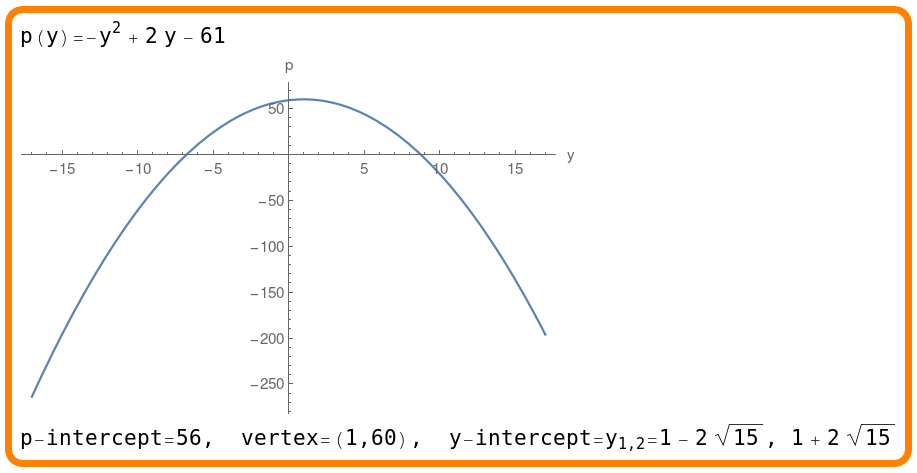 p(y)=-y² + 2 y - 61
p
50
-15 -10 -5 5 10 15 y
-50
-100
-150
-200
-250
p-intercept=56, vertex=(1,60), y-intercept=y₁,₂=1 - 2 √15, 1 + 2 √15